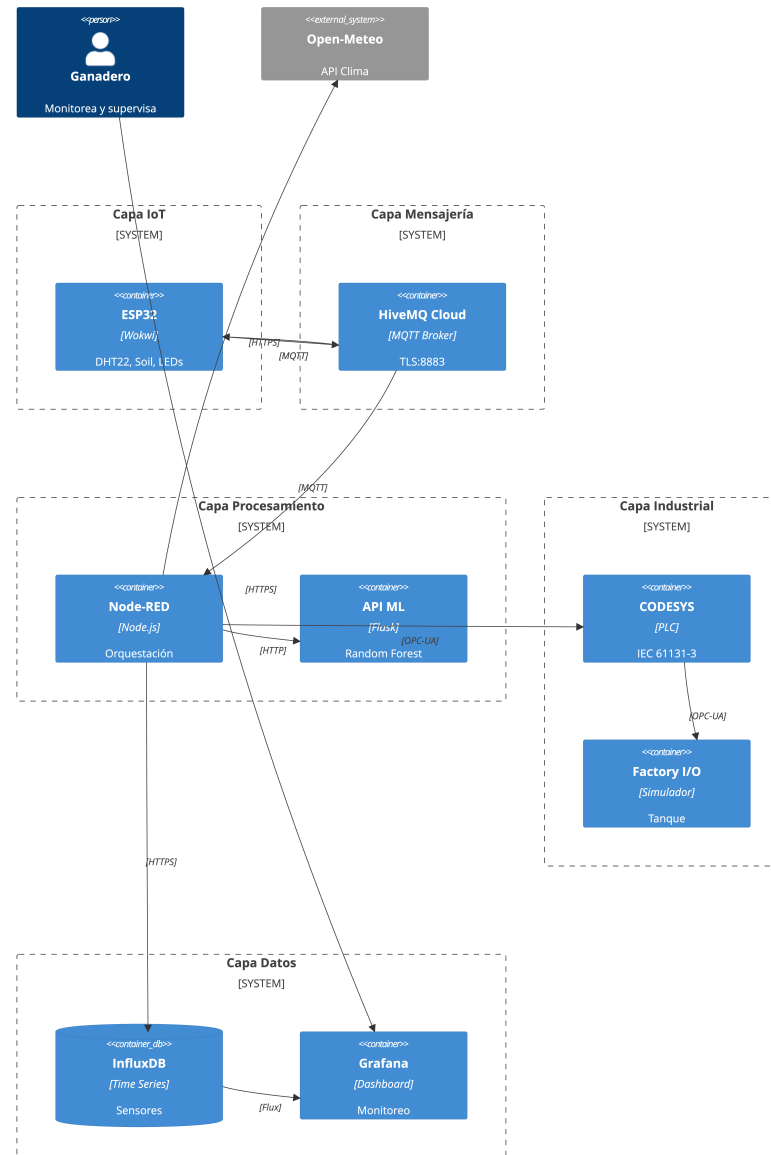 <<person>>
Ganadero
Monitorea y supervisa
<<external_system>>
Open-Meteo
API Clima
Capa IoT
[SYSTEM]
<<container>>
ESP32
[Wokwi]
DHT22, Soil, LEDs
Capa Mensajería
[SYSTEM]
<<container>>
HiveMQ Cloud
[MQTT Broker]
TLS:8883
[HTTPS]
[MQTT]
[MQTT]
Capa Procesamiento
[SYSTEM]
<<container>>
Node-RED
[Node.js]
Orquestación
[HTTPS]
[HTTP]
<<container>>
API ML
[Flask]
Random Forest
[OPC-UA]
Capa Industrial
[SYSTEM]
<<container>>
CODESYS
[PLC]
IEC 61131-3
[OPC-UA]
<<container>>
Factory I/O
[Simulador]
Tanque
[HTTPS]
Capa Datos
[SYSTEM]
<<container_db>>
InfluxDB
[Time Series]
Sensores
[Flux]
<<container>>
Grafana
[Dashboard]
Monitoreo